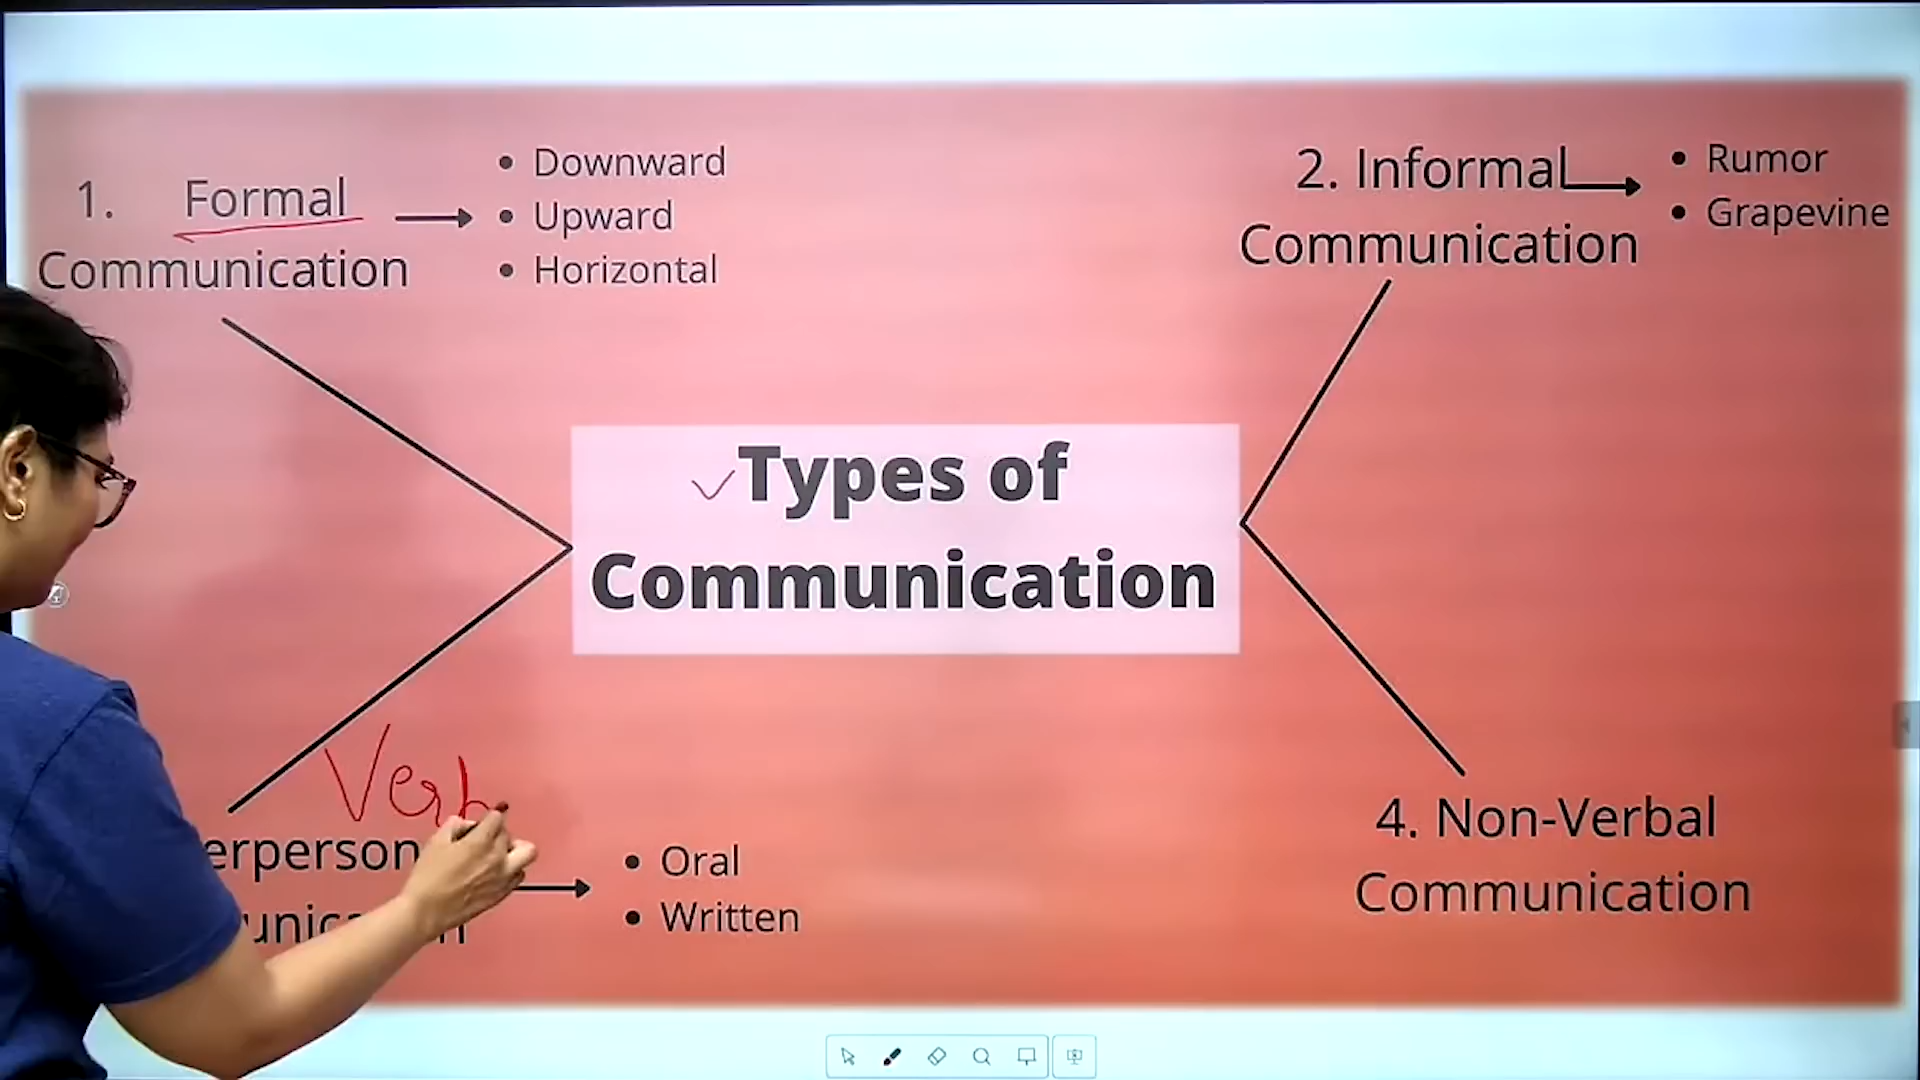 1. Formal
Communication
• Downward
• Upward
• Horizontal
2. Informal
Communication
• Rumor
• Grapevine
Types of
Communication
Verb
erperson
• Oral
• Written
4. Non-Verbal
Communication